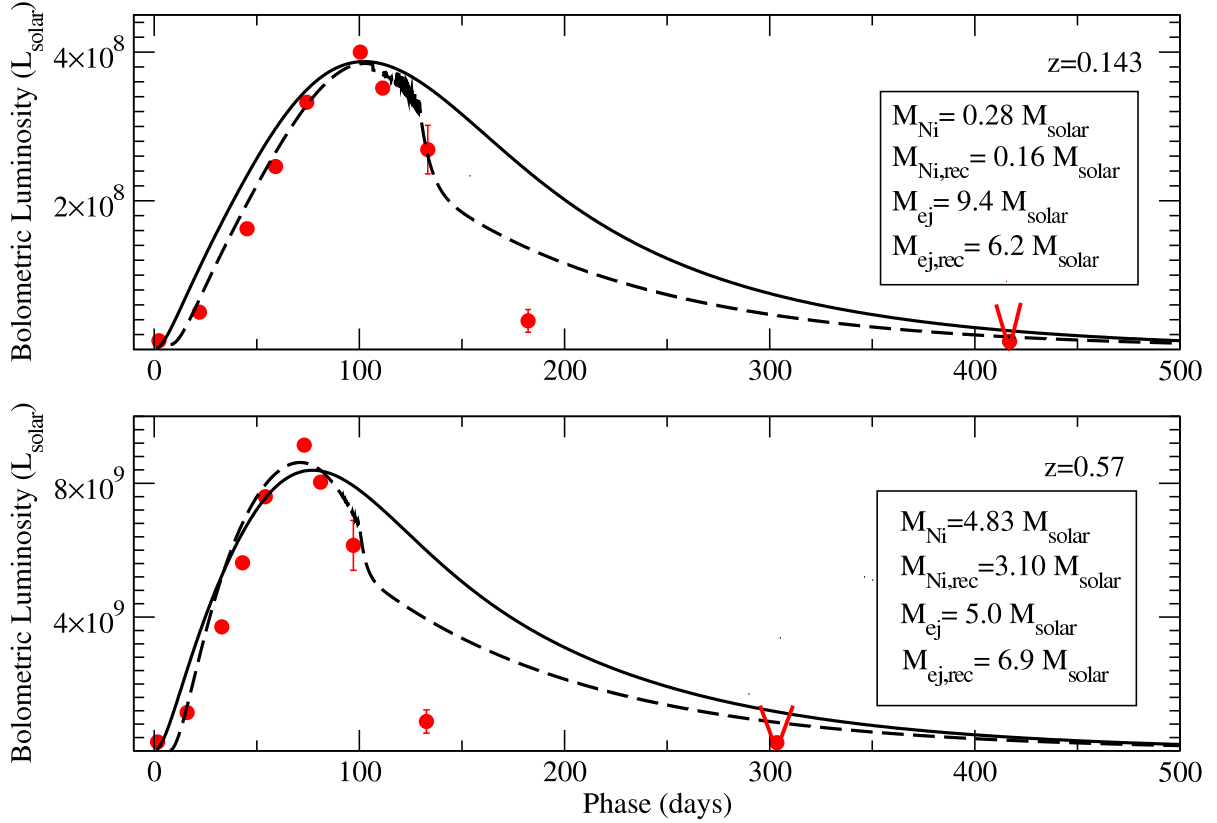 Bolometric Luminosity (L_solar)
4×10^8
2×10^8
z=0.143
M_Ni= 0.28 M_solar
M_Ni,rec= 0.16 M_solar
M_ej= 9.4 M_solar
M_ej,rec= 6.2 M_solar
0 100 200 300 400 500
Bolometric Luminosity (L_solar)
8×10^9
4×10^9
z=0.57
M_Ni=4.83 M_solar
M_Ni,rec=3.10 M_solar
M_ej= 5.0 M_solar
M_ej,rec= 6.9 M_solar
0 100 200 300 400 500
Phase (days)